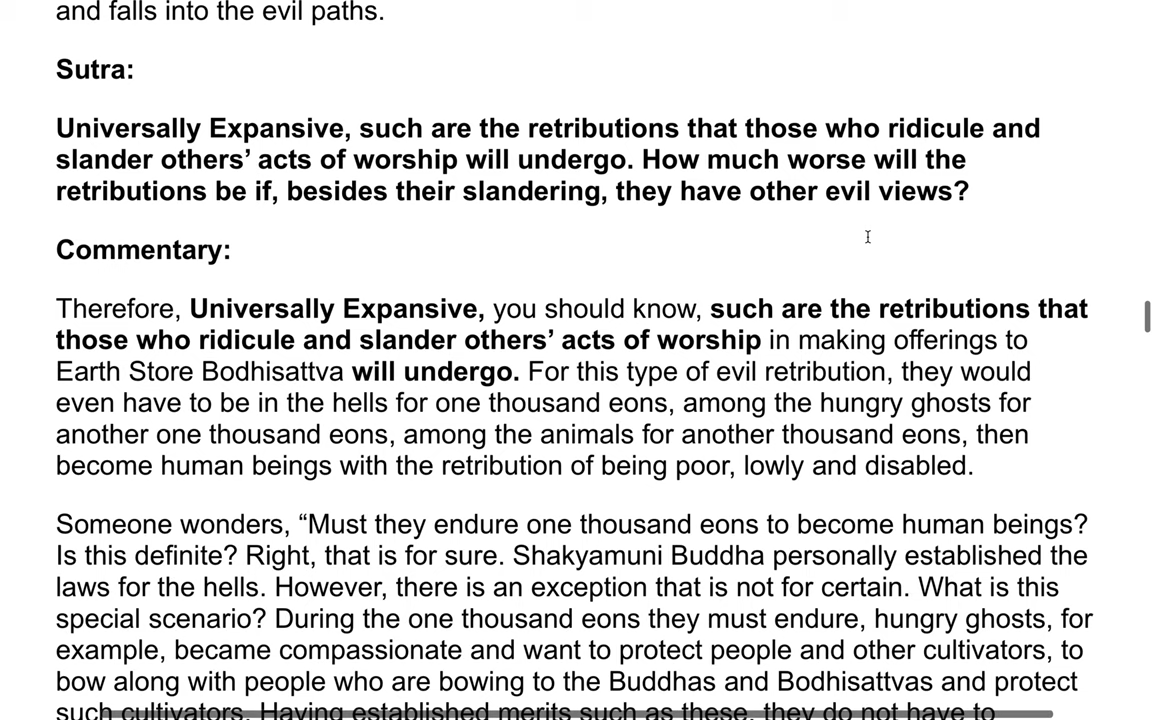 and falls into the evil paths.
Sutra:
Universally Expansive, such are the retributions that those who ridicule and
slander others’ acts of worship will undergo. How much worse will the
retributions be if, besides their slandering, they have other evil views?
Commentary:
Therefore, Universally Expansive, you should know, such are the retributions that
those who ridicule and slander others’ acts of worship in making offerings to
Earth Store Bodhisattva will undergo. For this type of evil retribution, they would
even have to be in the hells for one thousand eons, among the hungry ghosts for
another one thousand eons, among the animals for another thousand eons, then
become human beings with the retribution of being poor, lowly and disabled.
Someone wonders, “Must they endure one thousand eons to become human beings?
Is this definite? Right, that is for sure. Shakyamuni Buddha personally established the
laws for the hells. However, there is an exception that is not for certain. What is this
special scenario? During the one thousand eons they must endure, hungry ghosts, for
example, became compassionate and want to protect people and other cultivators, to
bow along with people who are bowing to the Buddhas and Bodhisattvas and protect
such cultivators. Having established merits such as these, they do not have to